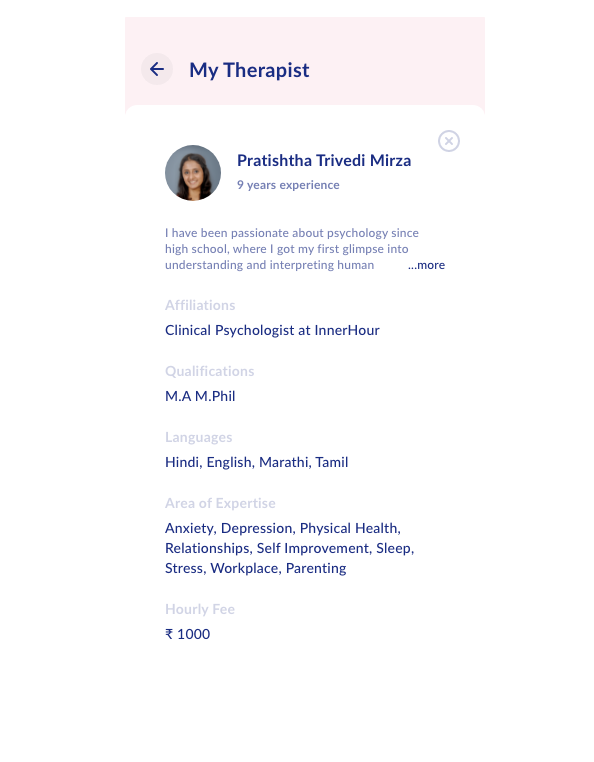 My Therapist
Pratishtha Trivedi Mirza
9 years experience
I have been passionate about psychology since
high school, where I got my first glimpse into
understanding and interpreting human ...more
Affiliations
Clinical Psychologist at InnerHour
Qualifications
M.A M.Phil
Languages
Hindi, English, Marathi, Tamil
Area of Expertise
Anxiety, Depression, Physical Health,
Relationships, Self Improvement, Sleep,
Stress, Workplace, Parenting
Hourly Fee
₹ 1000